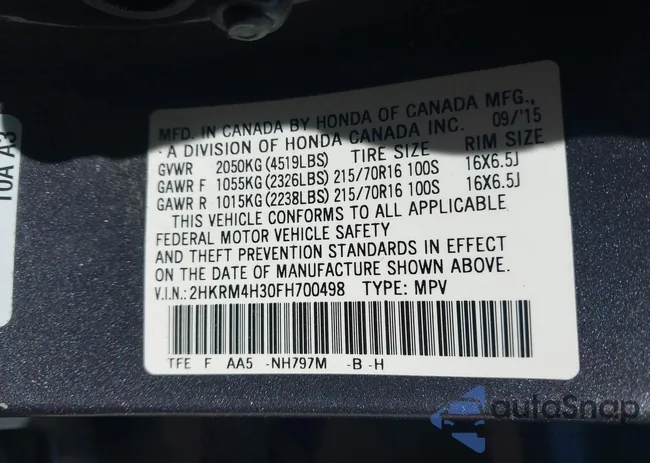 MFD. IN CANADA BY HONDA OF CANADA MFG.,
A DIVISION OF HONDA CANADA INC. 09/'15
GVWR 2050KG(4519LBS) TIRE SIZE RIM SIZE
GAWR F 1055KG(2326LBS) 215/70R16 100S 16X6.5J
GAWR R 1015KG(2238LBS) 215/70R16 100S 16X6.5J
THIS VEHICLE CONFORMS TO ALL APPLICABLE
FEDERAL MOTOR VEHICLE SAFETY
AND THEFT PREVENTION STANDARDS IN EFFECT
ON THE DATE OF MANUFACTURE SHOWN ABOVE.
V.I.N.: 2HKRM4H30FH700498 TYPE: MPV
TFE F AA5 -NH797M -B -H
10A A3
autoSnap